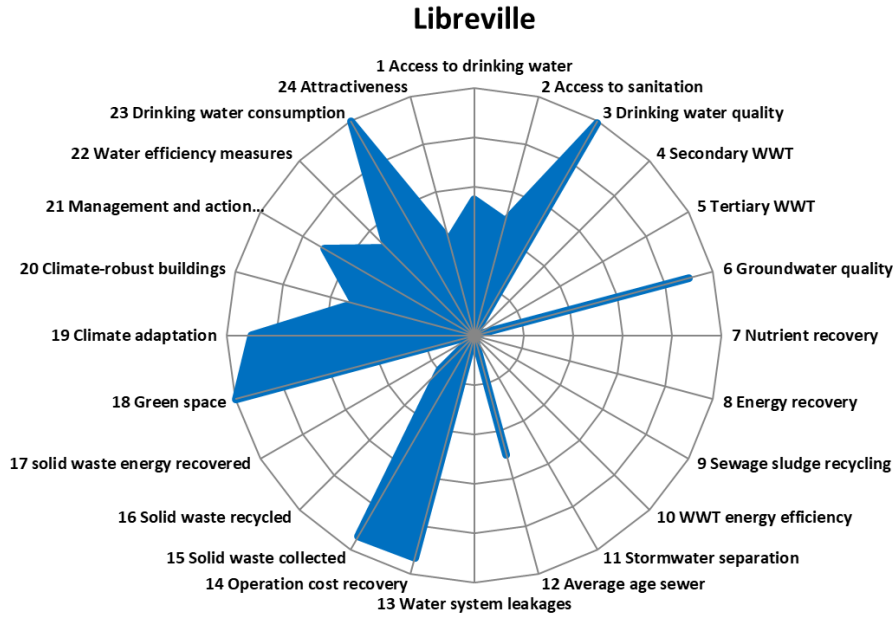 Libreville
1 Access to drinking water
2 Access to sanitation
3 Drinking water quality
4 Secondary WWT
5 Tertiary WWT
6 Groundwater quality
7 Nutrient recovery
8 Energy recovery
9 Sewage sludge recycling
10 WWT energy efficiency
11 Stormwater separation
12 Average age sewer
13 Water system leakages
14 Operation cost recovery
15 Solid waste collected
16 Solid waste recycled
17 solid waste energy recovered
18 Green space
19 Climate adaptation
20 Climate-robust buildings
21 Management and action...
22 Water efficiency measures
23 Drinking water consumption
24 Attractiveness